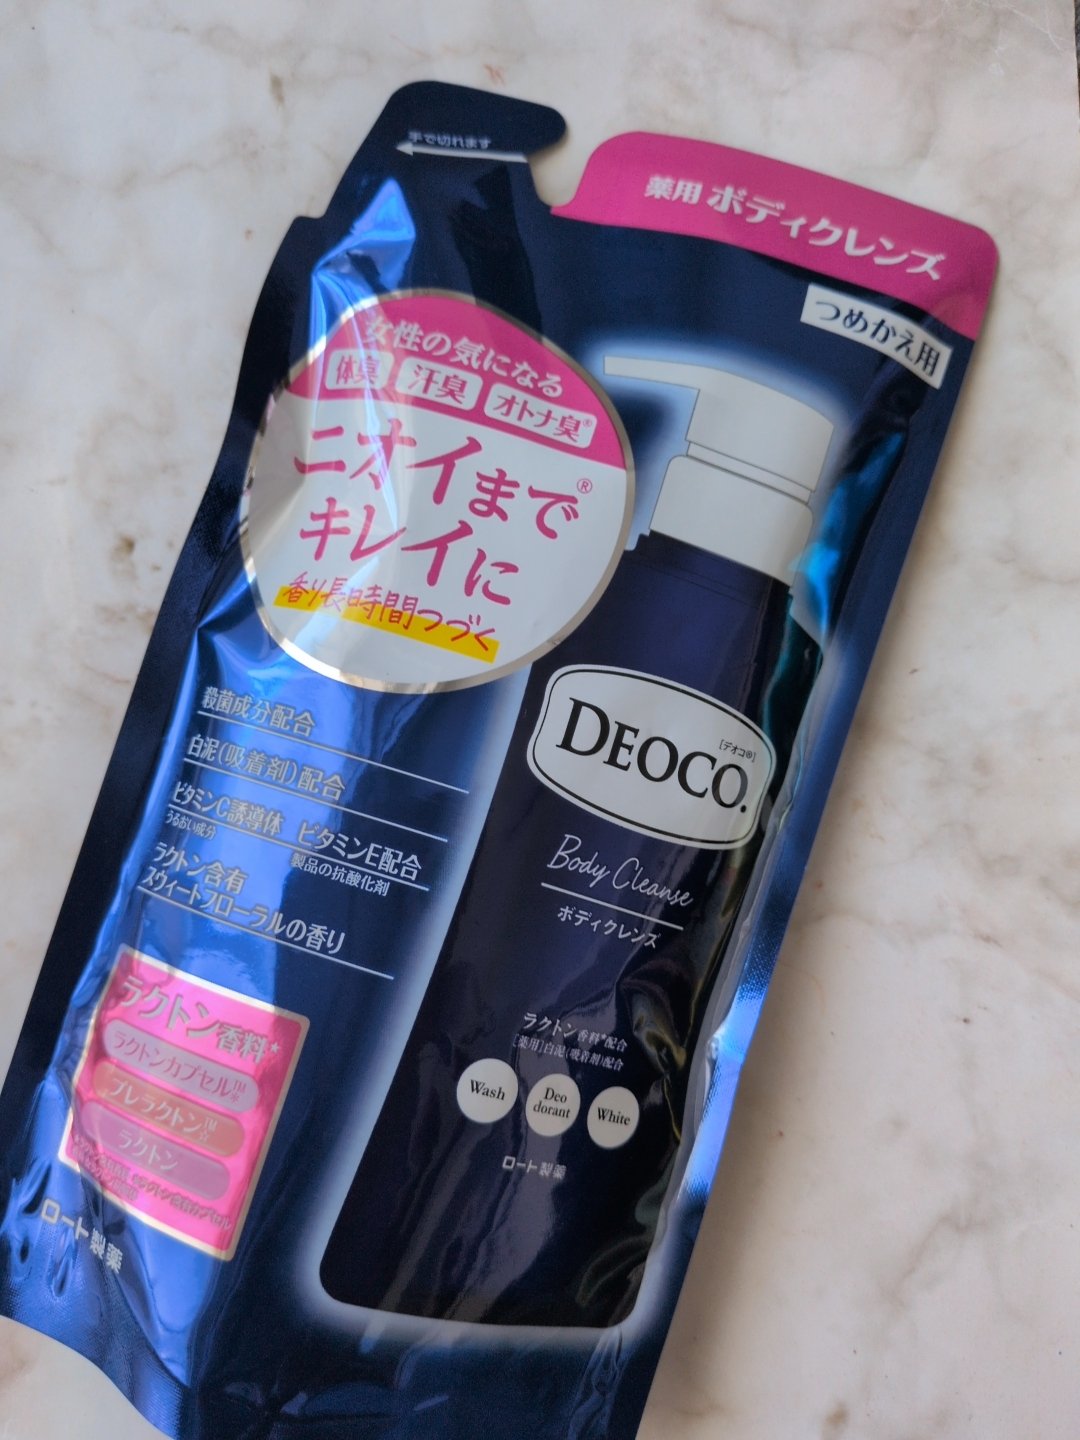 手で切れます
薬用 ボディクレンズ
つめかえ用
女性の気になる
体臭 汗臭 オトナ臭®
ニオイまで®
キレイに
香り長時間つづく
殺菌成分配合
白泥(吸着剤)配合
ビタミンC誘導体 ビタミンE配合
うるおい成分 製品の抗酸化剤
ラクトン含有
スウィートフローラルの香り
ラクトン香料*
ラクトンカプセル™※
プレラクトン™☆
ラクトン
ロート製薬
[デオコ®]
DEOCO.
Body Cleanse
ボディクレンズ
ラクトン香料*配合
[薬用]白泥(吸着剤)配合
Wash
Deo
dorant
White
ロート製薬